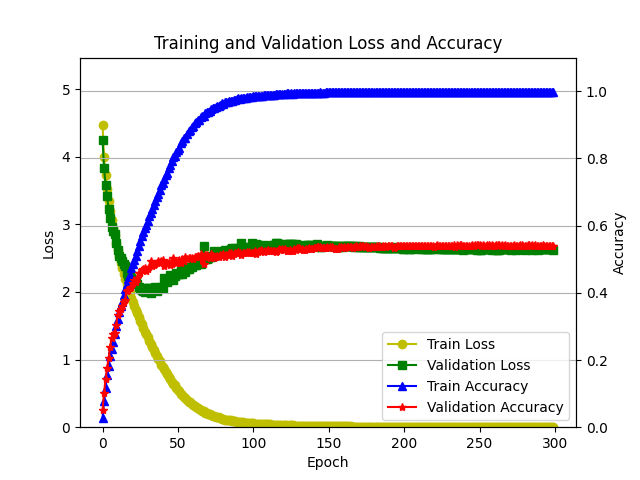 Training and Validation Loss and Accuracy
Loss
5
4
3
2
1
0
1.0
0.8
0.6
0.4
0.2
0.0
Accuracy
Train Loss
Validation Loss
Train Accuracy
Validation Accuracy
0 50 100 150 200 250 300
Epoch